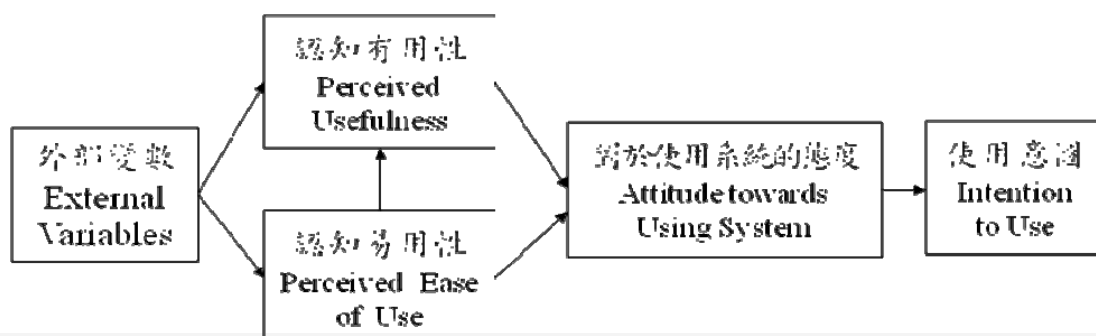 外部變數
External
Variables
認知有用性
Perceived
Usefulness
認知易用性
Perceived Ease
of Use
對於使用系統的態度
Attitude towards
Using System
使用意圖
Intention
to Use